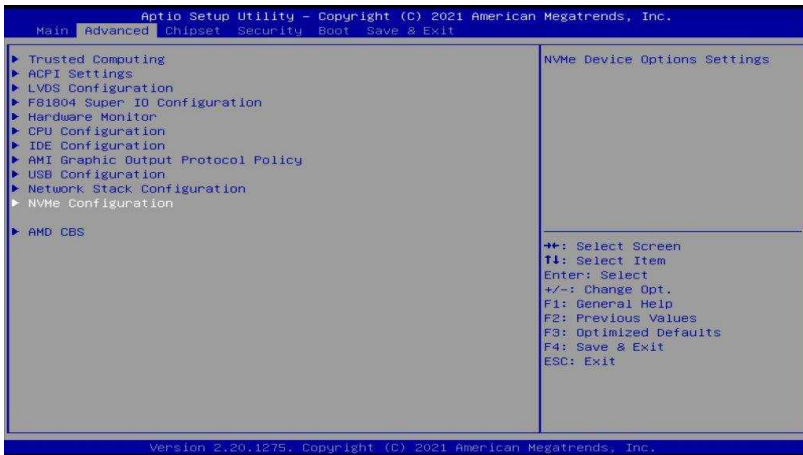 Aptio Setup Utility – Copyright (C) 2021 American Megatrends, Inc.
Main Advanced Chipset Security Boot Save & Exit
Trusted Computing
ACPI Settings
LVDS Configuration
F81804 Super IO Configuration
Hardware Monitor
CPU Configuration
IDE Configuration
AMI Graphic Output Protocol Policy
USB Configuration
Network Stack Configuration
NVMe Configuration
AMD CBS
NVMe Device Options Settings
→←: Select Screen
↑↓: Select Item
Enter: Select
+/-: Change Opt.
F1: General Help
F2: Previous Values
F3: Optimized Defaults
F4: Save & Exit
ESC: Exit
Version 2.20.1275. Copyright (C) 2021 American Megatrends, Inc.